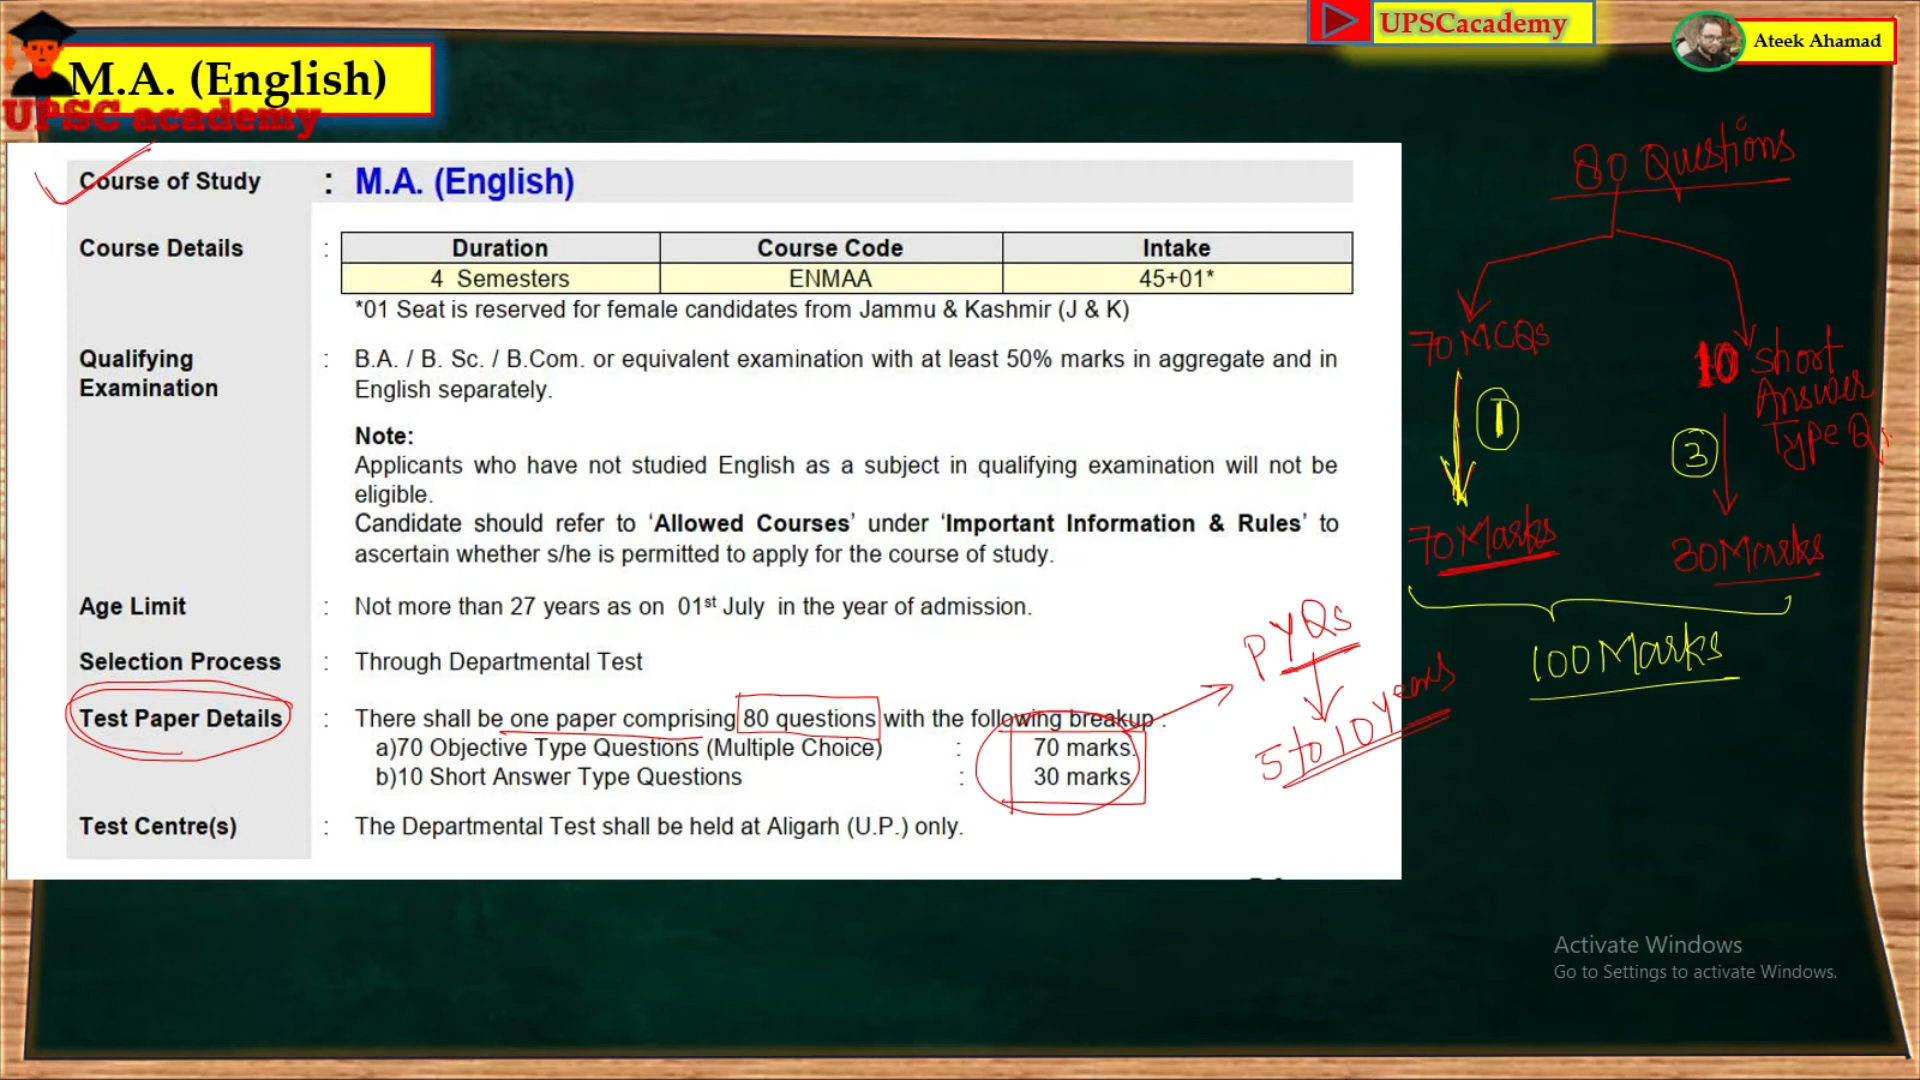 UPSCacademy
Ateek Ahamad
M.A. (English)
UPSC academy
Course of Study : M.A. (English)
Course Details :
Duration Course Code Intake
4 Semesters ENMAA 45+01*
*01 Seat is reserved for female candidates from Jammu & Kashmir (J & K)
Qualifying Examination : B.A. / B. Sc. / B.Com. or equivalent examination with at least 50% marks in aggregate and in
English separately.
Note:
Applicants who have not studied English as a subject in qualifying examination will not be
eligible.
Candidate should refer to ‘Allowed Courses’ under ‘Important Information & Rules’ to
ascertain whether s/he is permitted to apply for the course of study.
Age Limit : Not more than 27 years as on 01st July in the year of admission.
Selection Process : Through Departmental Test
Test Paper Details : There shall be one paper comprising 80 questions with the following breakup :
a)70 Objective Type Questions (Multiple Choice) : 70 marks.
b)10 Short Answer Type Questions : 30 marks
Test Centre(s) : The Departmental Test shall be held at Aligarh (U.P.) only.
80 Questions
70 MCQs
10 Short
Answer
Type Qs
1
3
70 Marks
30 Marks
100 Marks
PYQs
5 to 10 years
Activate Windows
Go to Settings to activate Windows.